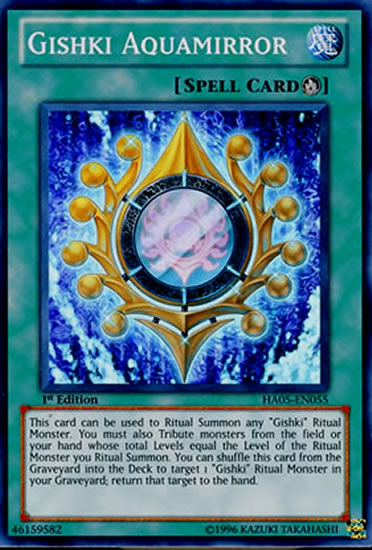 GISHKI AQUAMIRROR
魔
[SPELL CARD]
1st Edition
HA05-EN055
This card can be used to Ritual Summon any "Gishki" Ritual
Monster. You must also Tribute monsters from the field or
your hand whose total Levels equal the Level of the Ritual
Monster you Ritual Summon. You can shuffle this card from the
Graveyard into the Deck to target 1 "Gishki" Ritual Monster in
your Graveyard; return that target to the hand.
46159582
©1996 KAZUKI TAKAHASHI